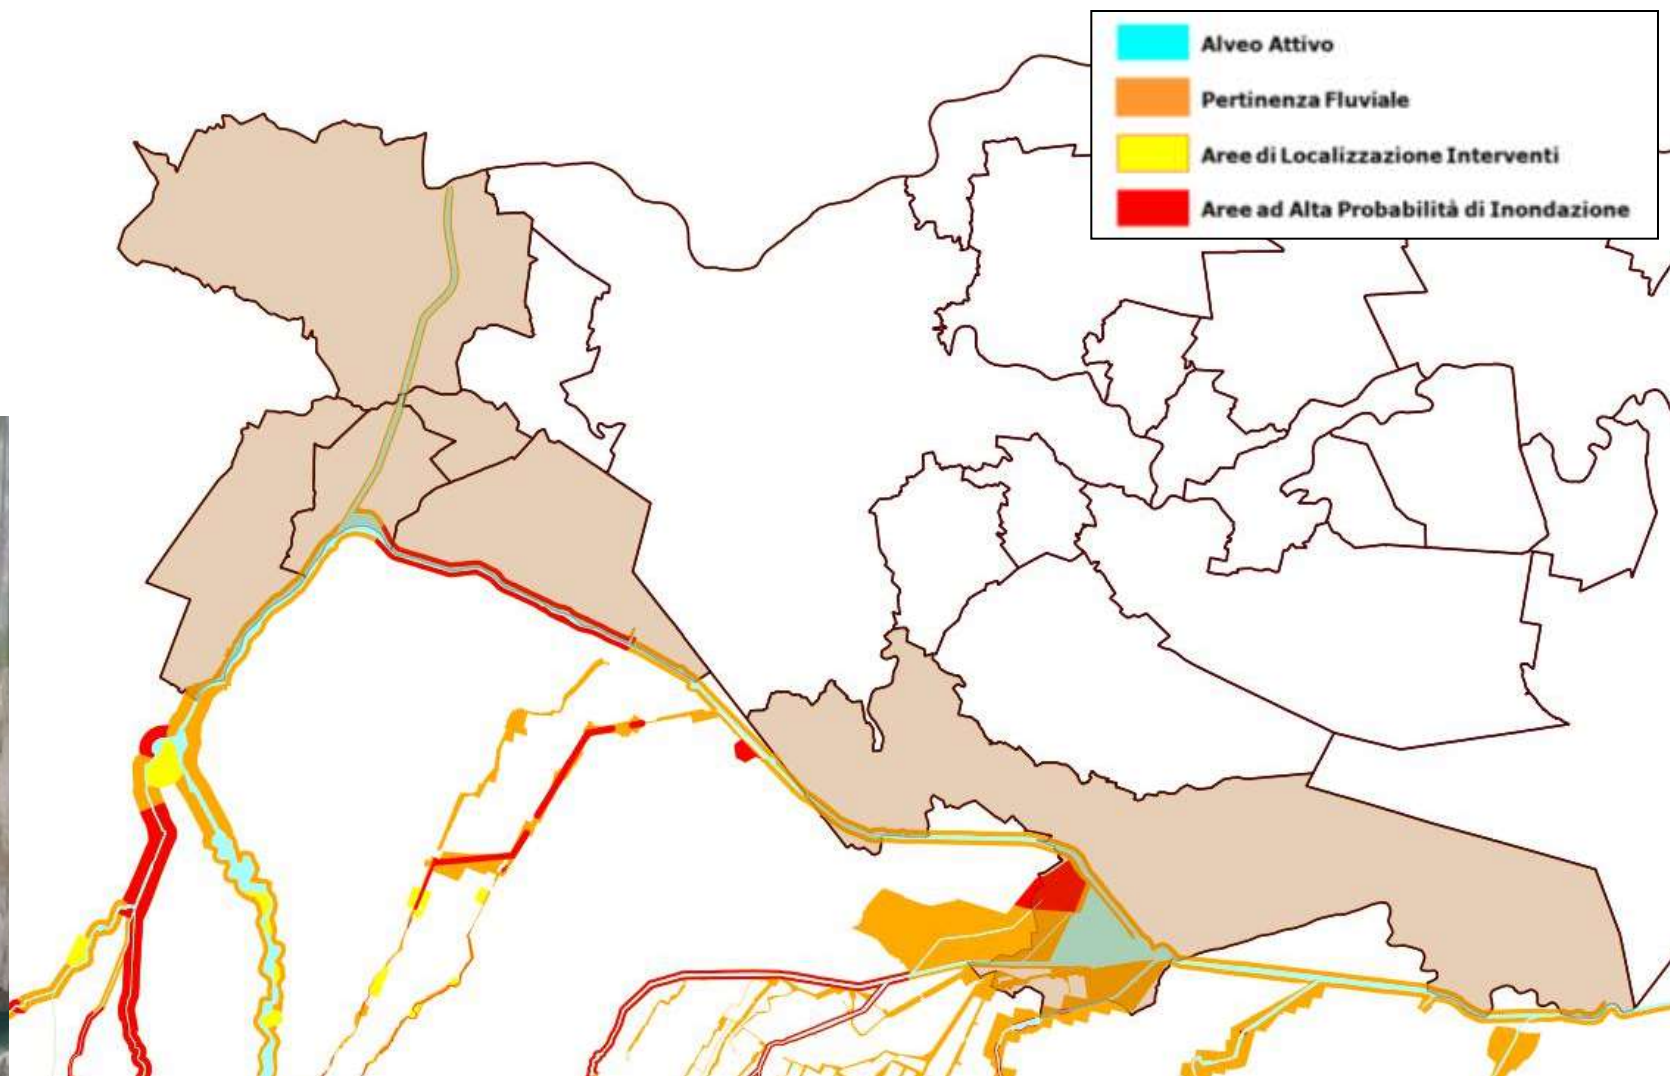 Alveo Attivo
Pertinenza Fluviale
Aree di Localizzazione Interventi
Aree ad Alta Probabilità di Inondazione